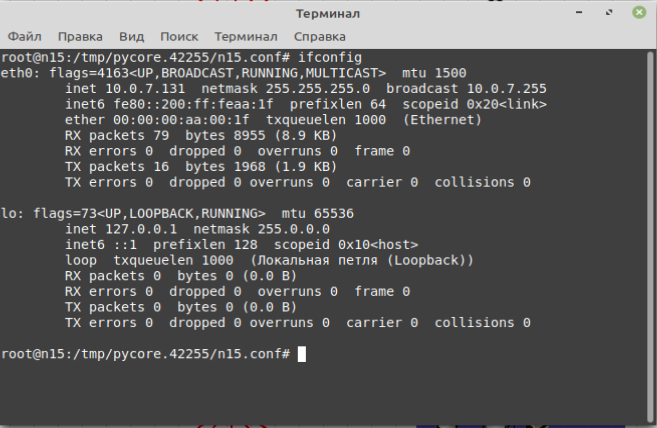 Терминал
Файл Правка Вид Поиск Терминал Справка
root@n15:/tmp/pycore.42255/n15.conf# ifconfig
eth0: flags=4163<UP,BROADCAST,RUNNING,MULTICAST>  mtu 1500
        inet 10.0.7.131  netmask 255.255.255.0  broadcast 10.0.7.255
        inet6 fe80::200:ff:feaa:1f  prefixlen 64  scopeid 0x20<link>
        ether 00:00:00:aa:00:1f  txqueuelen 1000  (Ethernet)
        RX packets 79  bytes 8955 (8.9 KB)
        RX errors 0  dropped 0  overruns 0  frame 0
        TX packets 16  bytes 1968 (1.9 KB)
        TX errors 0  dropped 0 overruns 0  carrier 0  collisions 0

lo: flags=73<UP,LOOPBACK,RUNNING>  mtu 65536
        inet 127.0.0.1  netmask 255.0.0.0
        inet6 ::1  prefixlen 128  scopeid 0x10<host>
        loop  txqueuelen 1000  (Локальная петля (Loopback))
        RX packets 0  bytes 0 (0.0 B)
        RX errors 0  dropped 0  overruns 0  frame 0
        TX packets 0  bytes 0 (0.0 B)
        TX errors 0  dropped 0 overruns 0  carrier 0  collisions 0

root@n15:/tmp/pycore.42255/n15.conf#